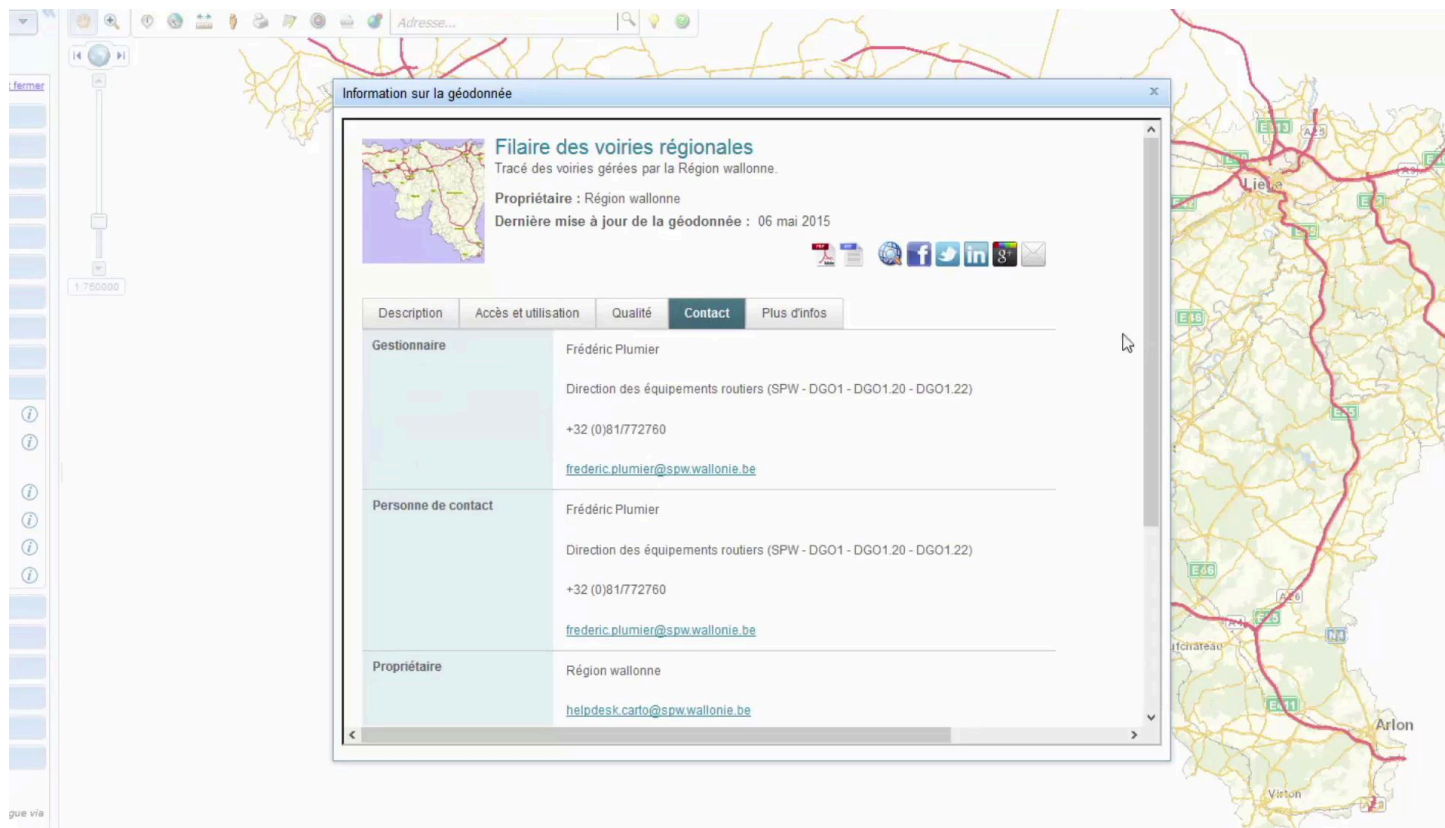 Adresse...
fermer
Information sur la géodonnée
x
Filaire des voiries régionales
Tracé des voiries gérées par la Région wallonne.
Propriétaire : Région wallonne
Dernière mise à jour de la géodonnée : 06 mai 2015
Description Accès et utilisation Qualité Contact Plus d'infos
Gestionnaire
Frédéric Plumier
Direction des équipements routiers (SPW - DGO1 - DGO1.20 - DGO1.22)
+32 (0)81/772760
frederic.plumier@spw.wallonie.be
Personne de contact
Frédéric Plumier
Direction des équipements routiers (SPW - DGO1 - DGO1.20 - DGO1.22)
+32 (0)81/772760
frederic.plumier@spw.wallonie.be
Propriétaire
Région wallonne
helpdesk.carto@spw.wallonie.be
1:750000
E313
A25
Liège
A3
E46
E25
E46
A26
E25
A4
N4
E411
Arlon
Virton
gue via